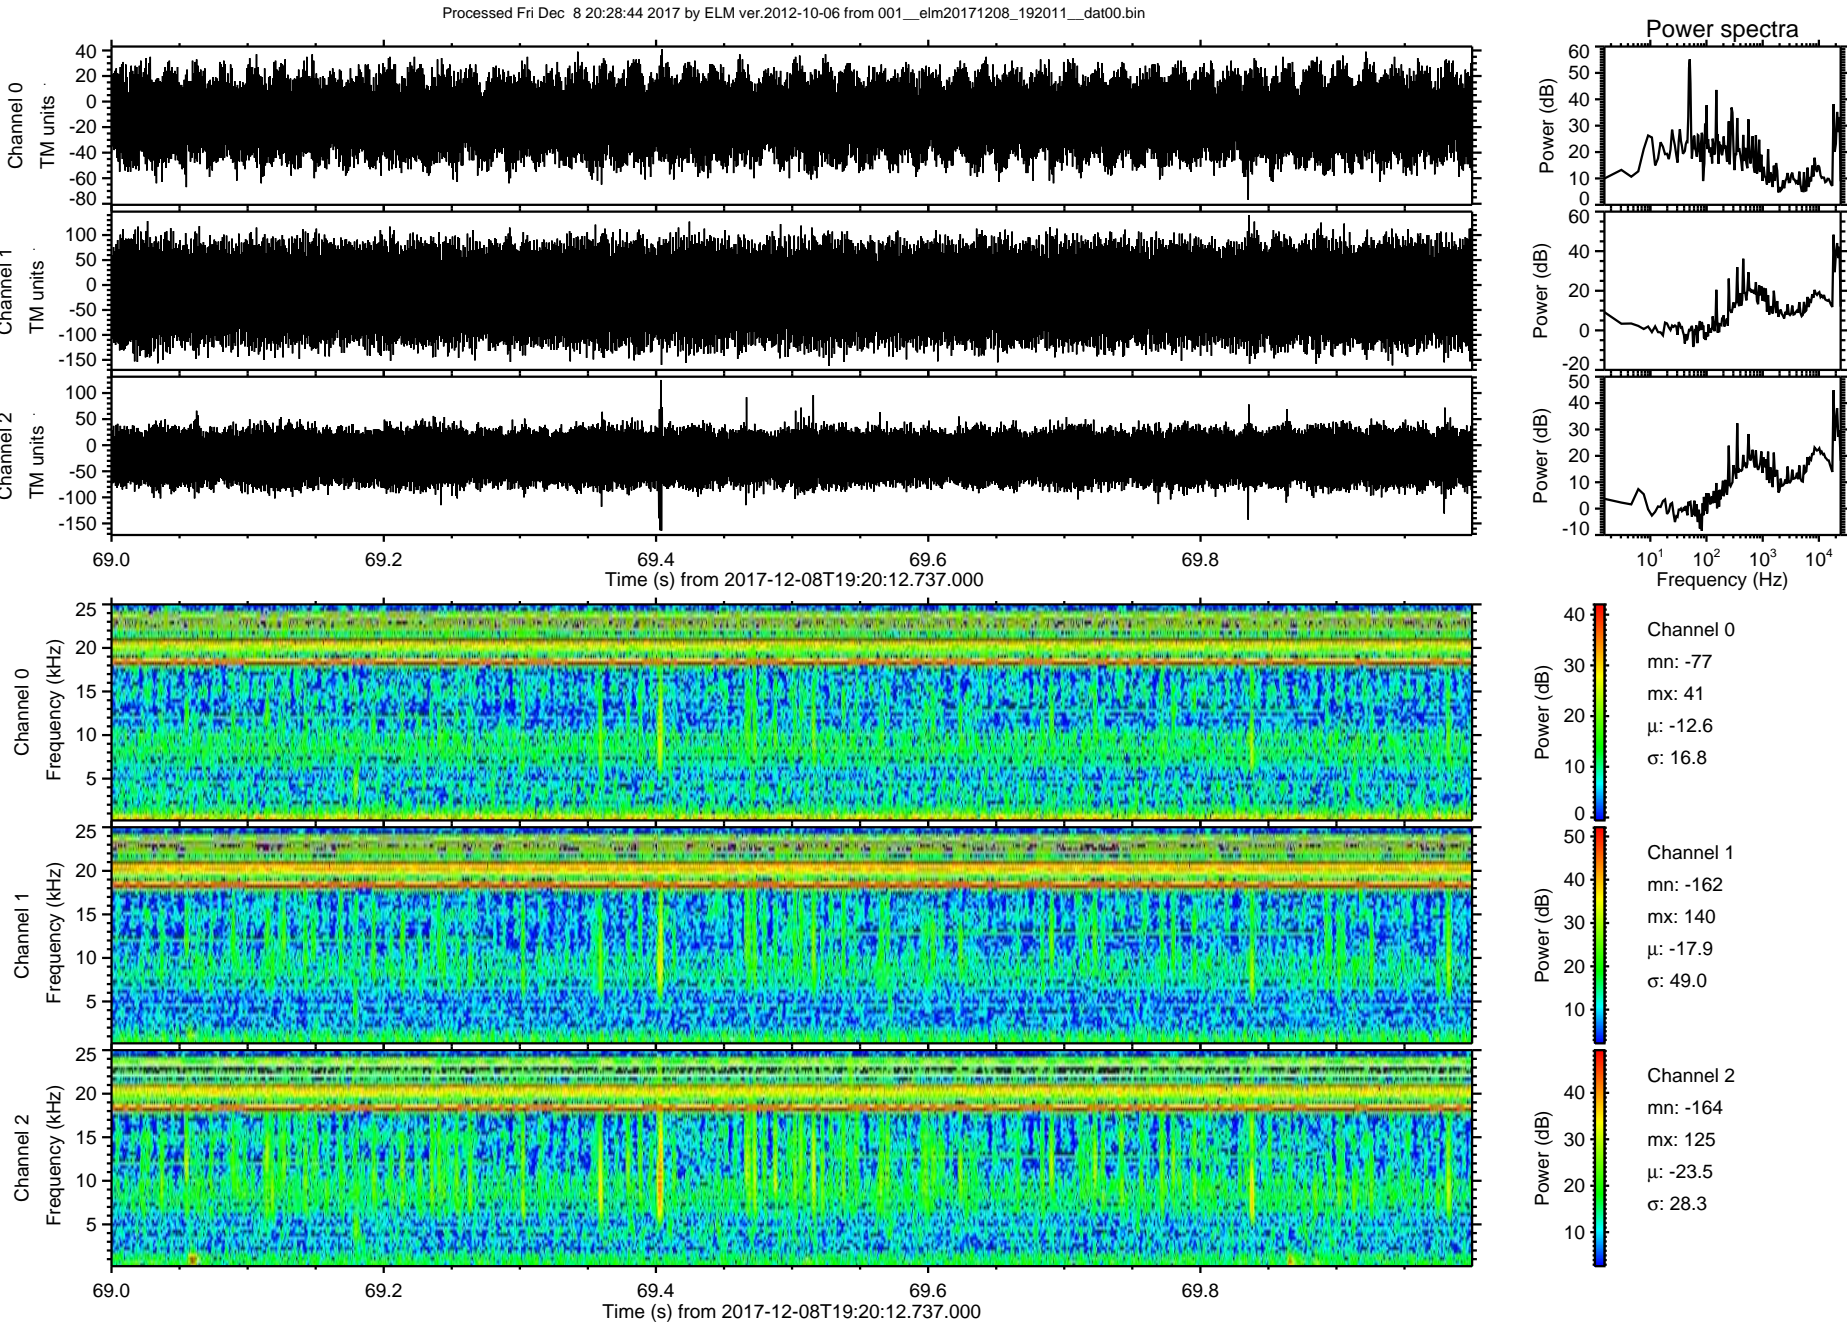 Processed Fri Dec  8 20:28:44 2017 by ELM ver.2012-10-06 from 001__elm20171208_192011__dat00.bin
Power spectra
Channel 0
TM units
40
20
0
-20
-40
-60
-80
Power (dB)
60
50
40
30
20
10
0
Channel 1
TM units
100
50
0
-50
-100
-150
Power (dB)
60
40
20
0
-20
Channel 2
TM units
100
50
0
-50
-100
-150
Power (dB)
50
40
30
20
10
0
-10
69.0 69.2 69.4 69.6 69.8
Time (s) from 2017-12-08T19:20:12.737.000
10¹ 10² 10³ 10⁴
Frequency (Hz)
Channel 0
Frequency (kHz)
25
20
15
10
5
Power (dB)
40
30
20
10
0
Channel 0
mn: -77
mx: 41
μ: -12.6
σ: 16.8
Channel 1
Frequency (kHz)
25
20
15
10
5
Power (dB)
50
40
30
20
10
Channel 1
mn: -162
mx: 140
μ: -17.9
σ: 49.0
Channel 2
Frequency (kHz)
25
20
15
10
5
Power (dB)
40
30
20
10
Channel 2
mn: -164
mx: 125
μ: -23.5
σ: 28.3
69.0 69.2 69.4 69.6 69.8
Time (s) from 2017-12-08T19:20:12.737.000